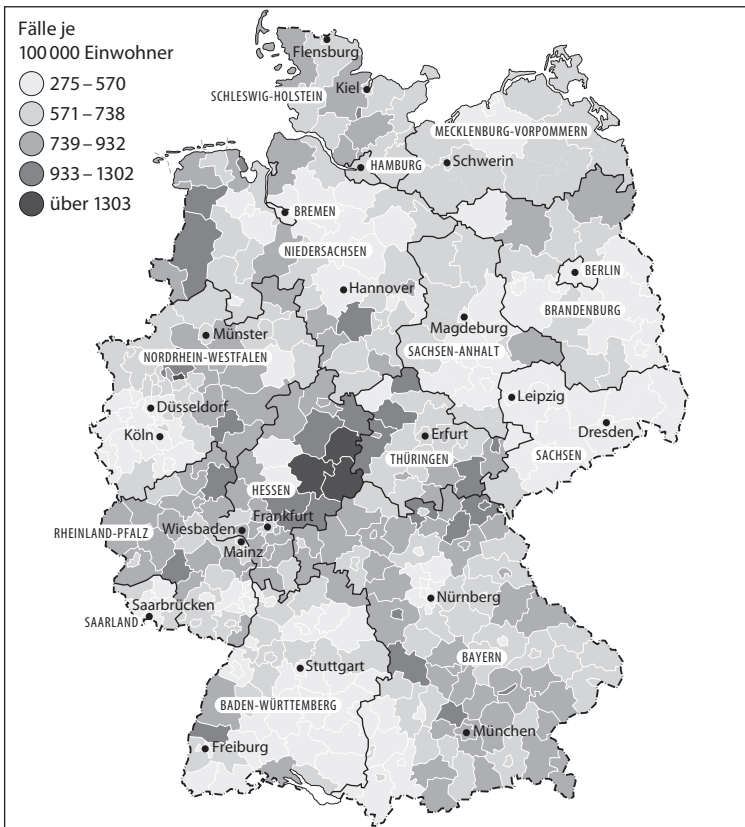 Fälle je
100 000 Einwohner
275 – 570
571 – 738
739 – 932
933 – 1302
über 1303
Flensburg
Kiel
SCHLESWIG-HOLSTEIN
MECKLENBURG-VORPOMMERN
HAMBURG
Schwerin
BREMEN
NIEDERSACHSEN
BERLIN
Hannover
BRANDENBURG
Magdeburg
Münster
SACHSEN-ANHALT
NORDRHEIN-WESTFALEN
Leipzig
Düsseldorf
Dresden
Köln
Erfurt
THÜRINGEN
SACHSEN
HESSEN
Frankfurt
Wiesbaden
RHEINLAND-PFALZ
Mainz
Nürnberg
Saarbrücken
SAARLAND
BAYERN
Stuttgart
BADEN-WÜRTTEMBERG
München
Freiburg